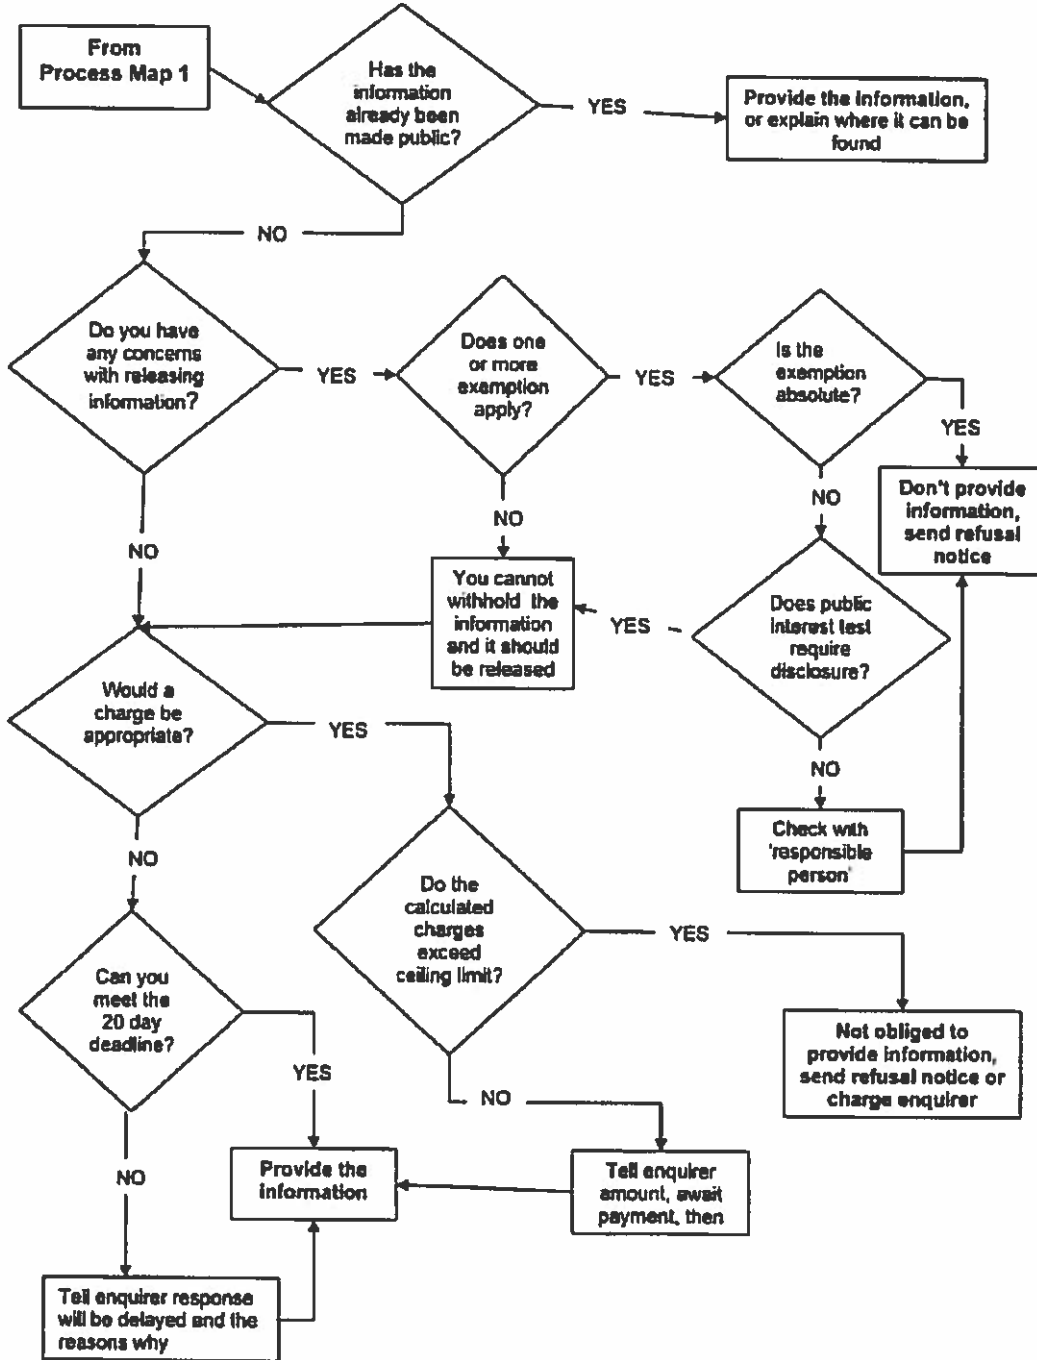 From
Process Map 1
Has the
information
already been
made public?
YES
Provide the information,
or explain where it can be
found
NO
Do you have
any concerns
with releasing
information?
YES
Does one
or more
exemption
apply?
YES
Is the
exemption
absolute?
YES
Don't provide
information,
send refusal
notice
NO
NO
NO
You cannot
withhold the
information
and it should
be released
YES
Does public
interest test
require
disclosure?
Would a
charge be
appropriate?
YES
NO
Check with
'responsible
person'
NO
Do the
calculated
charges
exceed
ceiling limit?
YES
Can you
meet the
20 day
deadline?
YES
Not obliged to
provide information,
send refusal notice or
charge enquirer
NO
NO
Provide the
information
Tell enquirer
amount, await
payment, then
Tell enquirer response
will be delayed and the
reasons why